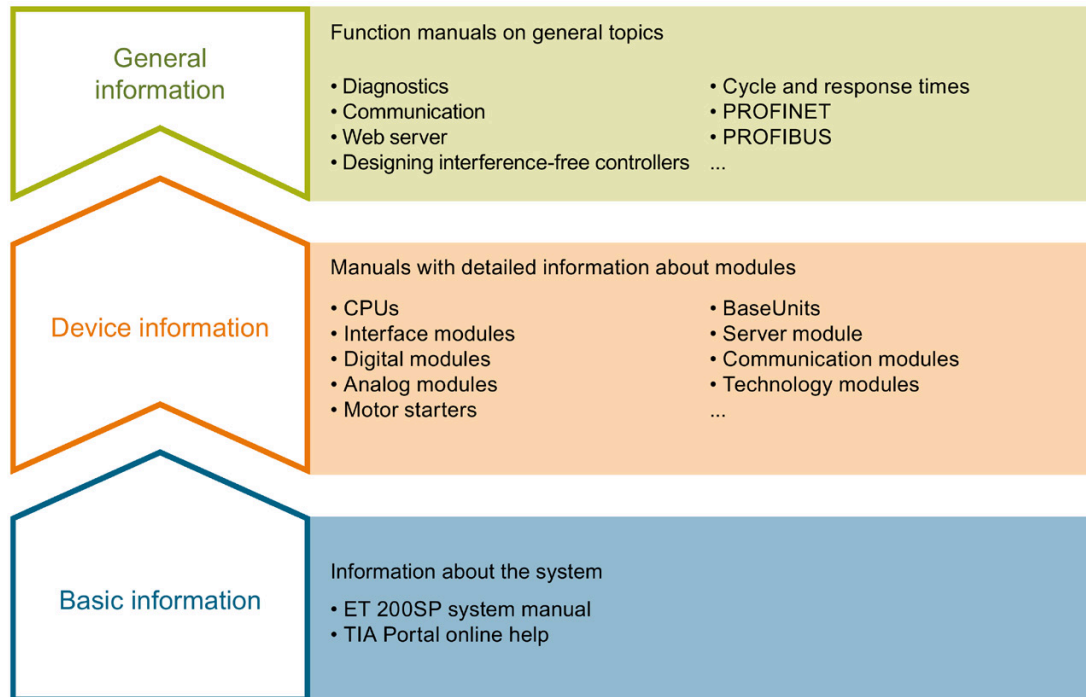 General
information
Function manuals on general topics
• Diagnostics
• Communication
• Web server
• Designing interference-free controllers
• Cycle and response times
• PROFINET
• PROFIBUS
...
Device information
Manuals with detailed information about modules
• CPUs
• Interface modules
• Digital modules
• Analog modules
• Motor starters
• BaseUnits
• Server module
• Communication modules
• Technology modules
...
Basic information
Information about the system
• ET 200SP system manual
• TIA Portal online help